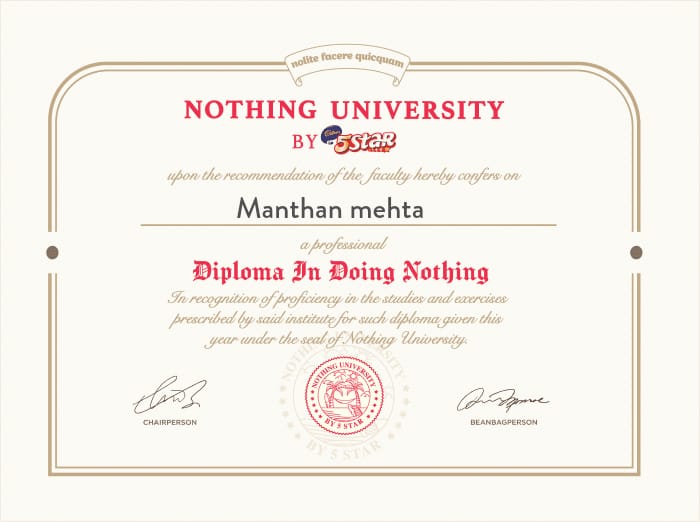 nolite facere quicquam
NOTHING UNIVERSITY
BY Cadbury 5Star
upon the recommendation of the faculty hereby confers on
Manthan mehta
a professional
Diploma In Doing Nothing
In recognition of proficiency in the studies and exercises
prescribed by said institute for such diploma given this
year under the seal of Nothing University.
NOTHING UNIVERSITY
BY 5 STAR
NOTHING UNIVERSITY
BY 5 STAR
CHAIRPERSON
BEANBAGPERSON